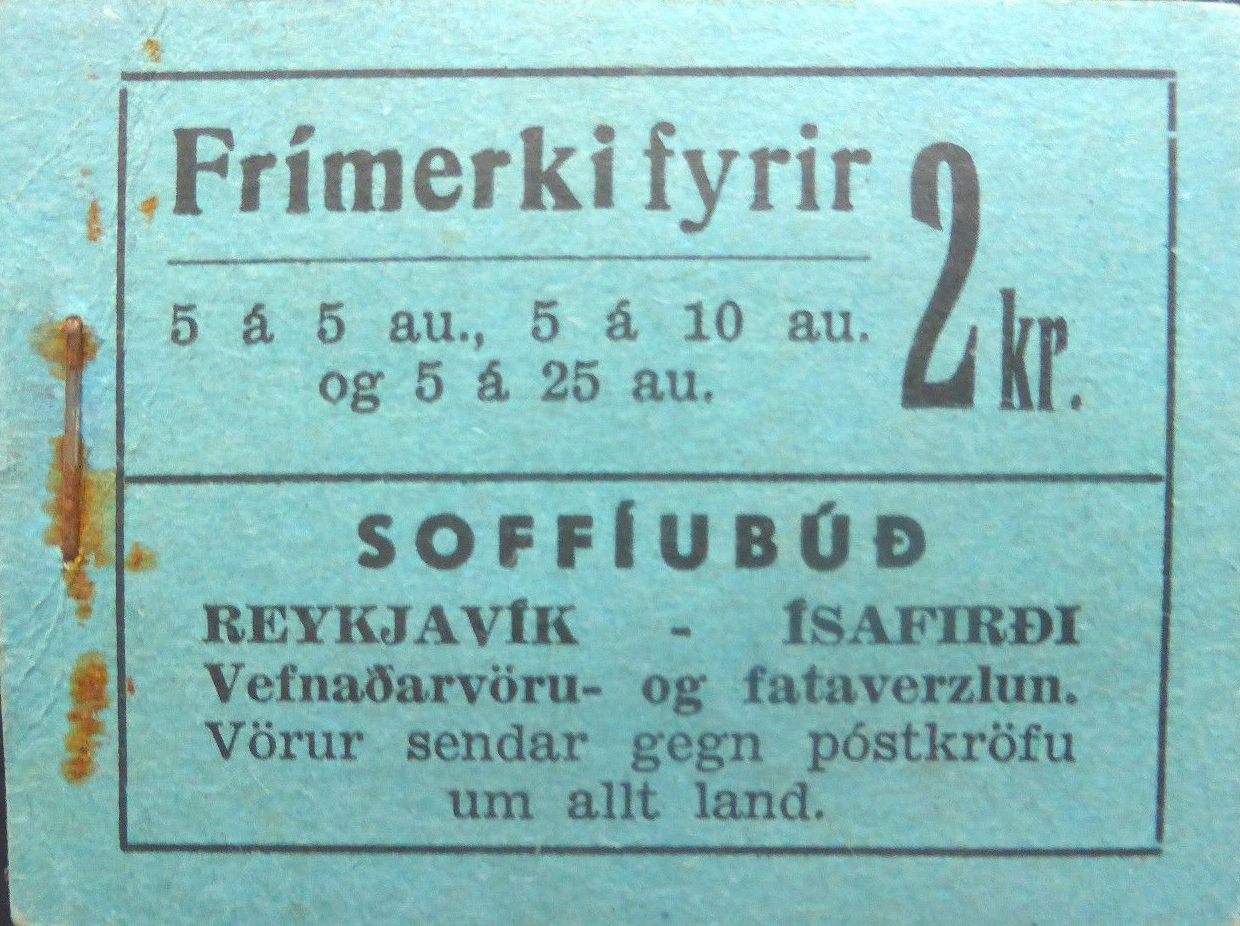 Frímerki fyrir 2 kr.
5 á 5 au., 5 á 10 au.
og 5 á 25 au.
SOFFÍUBÚÐ
REYKJAVÍK - ÍSAFIRÐI
Vefnaðarvöru- og fataverzlun.
Vörur sendar gegn póstkröfu
um allt land.